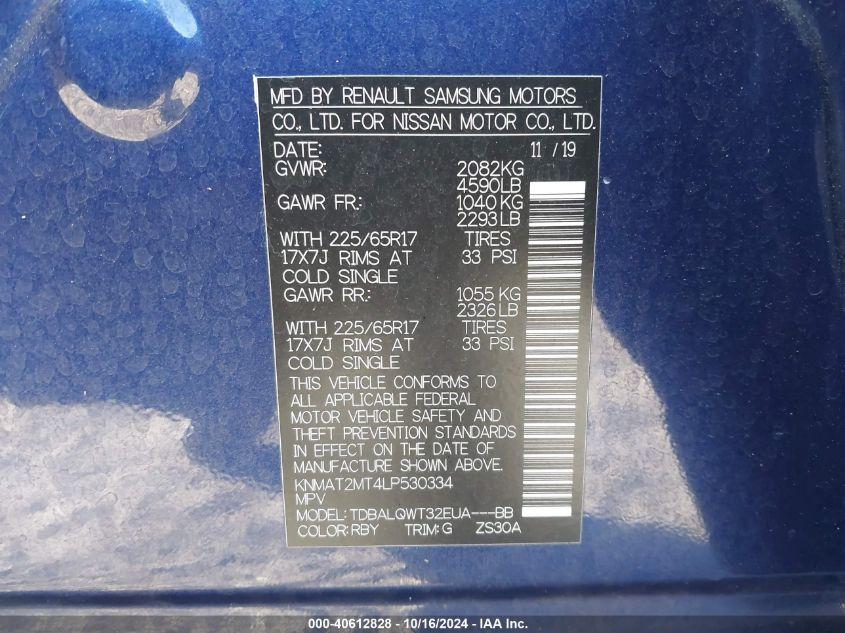 MFD BY RENAULT SAMSUNG MOTORS
CO., LTD. FOR NISSAN MOTOR CO., LTD.
DATE: 11 / 19
GVWR: 2082KG
4590LB
GAWR FR: 1040 KG
2293 LB
WITH 225/65R17 TIRES
17X7J RIMS AT 33 PSI
COLD SINGLE
GAWR RR.: 1055 KG
2326 LB
WITH 225/65R17 TIRES
17X7J RIMS AT 33 PSI
COLD SINGLE
THIS VEHICLE CONFORMS TO
ALL APPLICABLE FEDERAL
MOTOR VEHICLE SAFETY AND
THEFT PREVENTION STANDARDS
IN EFFECT ON THE DATE OF
MANUFACTURE SHOWN ABOVE.
KNMAT2MT4LP530334
MPV
MODEL: TDBALQWT32EUA---BB
COLOR: RBY TRIM: G ZS30A
000-40612828 - 10/16/2024 - IAA Inc.